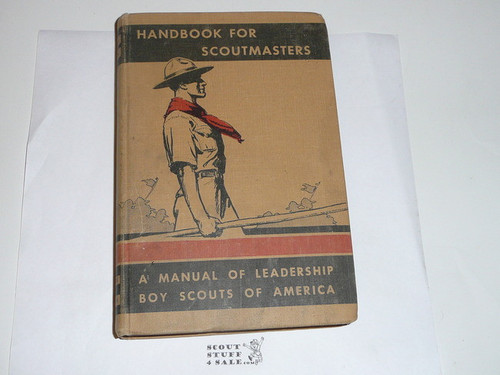 HANDBOOK FOR
SCOUTMASTERS
A MANUAL OF LEADERSHIP
BOY SCOUTS OF AMERICA
SCOUT
STUFF
4 SALE.com